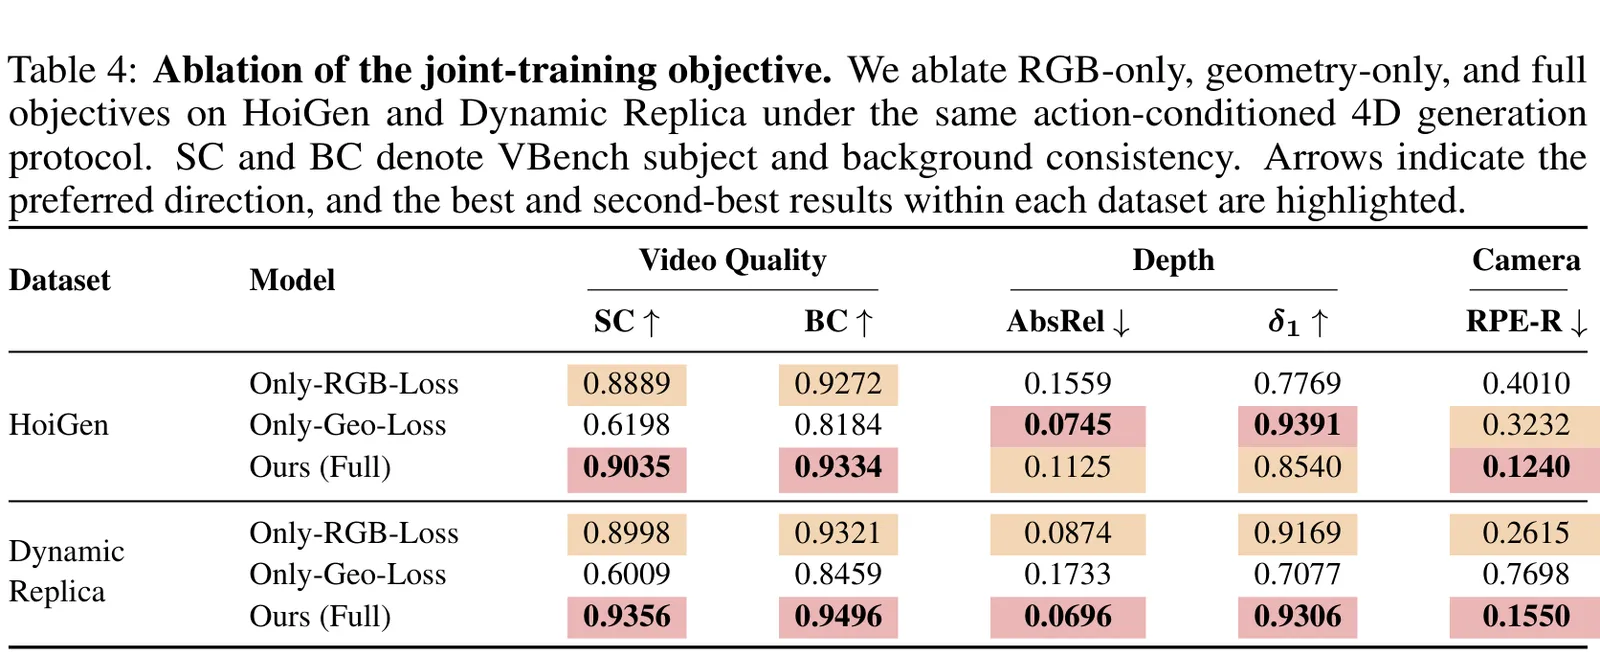 Table 4: Ablation of the joint-training objective. We ablate RGB-only, geometry-only, and full
objectives on HoiGen and Dynamic Replica under the same action-conditioned 4D generation
protocol. SC and BC denote VBench subject and background consistency. Arrows indicate the
preferred direction, and the best and second-best results within each dataset are highlighted.
Dataset Model Video Quality Depth Camera
SC ↑ BC ↑ AbsRel ↓ δ₁ ↑ RPE-R ↓
HoiGen
Only-RGB-Loss 0.8889 0.9272 0.1559 0.7769 0.4010
Only-Geo-Loss 0.6198 0.8184 0.0745 0.9391 0.3232
Ours (Full) 0.9035 0.9334 0.1125 0.8540 0.1240
Dynamic
Replica
Only-RGB-Loss 0.8998 0.9321 0.0874 0.9169 0.2615
Only-Geo-Loss 0.6009 0.8459 0.1733 0.7077 0.7698
Ours (Full) 0.9356 0.9496 0.0696 0.9306 0.1550